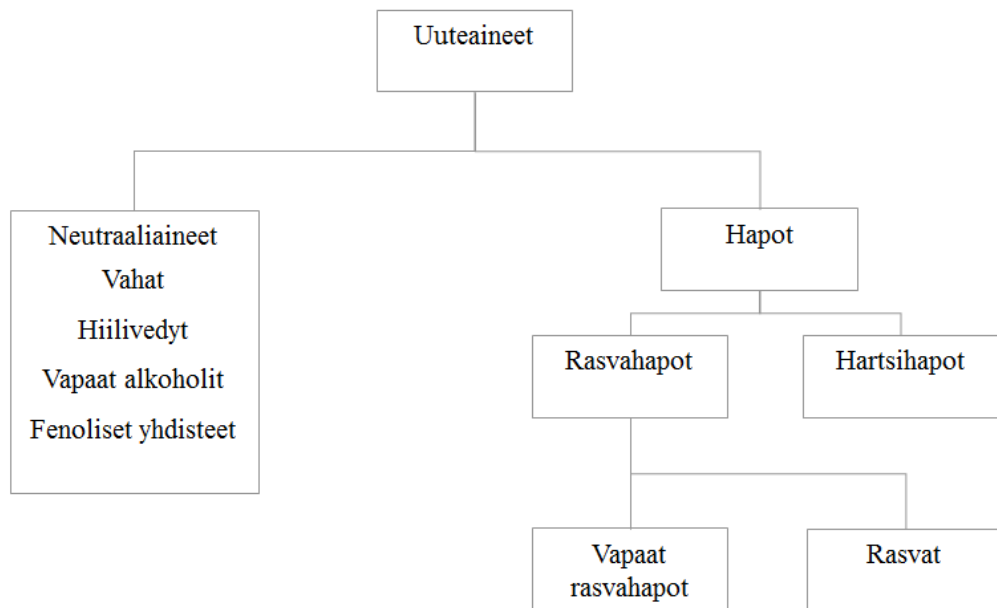 Uuteaineet
Neutraaliaineet
Vahat
Hiilivedyt
Vapaat alkoholit
Fenoliset yhdisteet
Hapot
Rasvahapot
Hartsihapot
Vapaat
rasvahapot
Rasvat